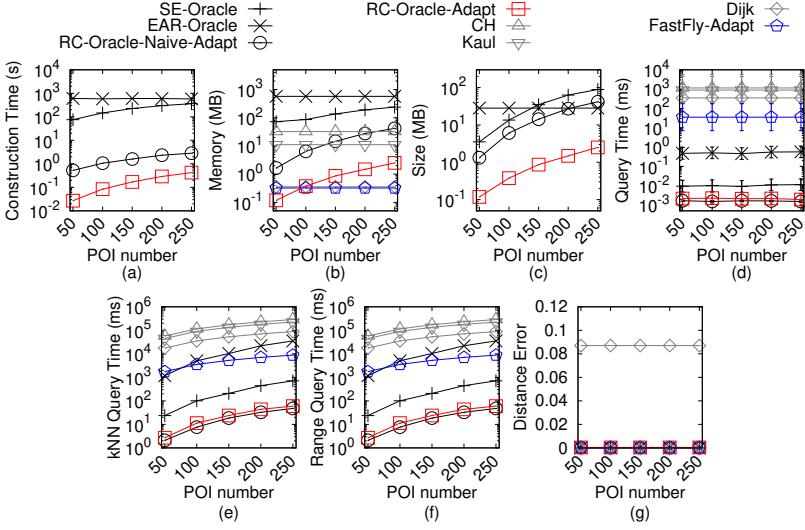 SE-Oracle
EAR-Oracle
RC-Oracle-Naive-Adapt
RC-Oracle-Adapt
CH
Kaul
Dijk
FastFly-Adapt
Construction Time (s)
10^4
10^3
10^2
10^1
10^0
10^-1
10^-2
50 100 150 200 250
POI number
(a)
Memory (MB)
10^3
10^2
10^1
10^0
10^-1
50 100 150 200 250
POI number
(b)
Size (MB)
10^2
10^1
10^0
10^-1
50 100 150 200 250
POI number
(c)
Query Time (ms)
10^4
10^3
10^2
10^1
10^0
10^-1
10^-2
10^-3
50 100 150 200 250
POI number
(d)
kNN Query Time (ms)
10^6
10^5
10^4
10^3
10^2
10^1
10^0
50 100 150 200 250
POI number
(e)
Range Query Time (ms)
10^6
10^5
10^4
10^3
10^2
10^1
10^0
50 100 150 200 250
POI number
(f)
Distance Error
0.12
0.1
0.08
0.06
0.04
0.02
0
50 100 150 200 250
POI number
(g)